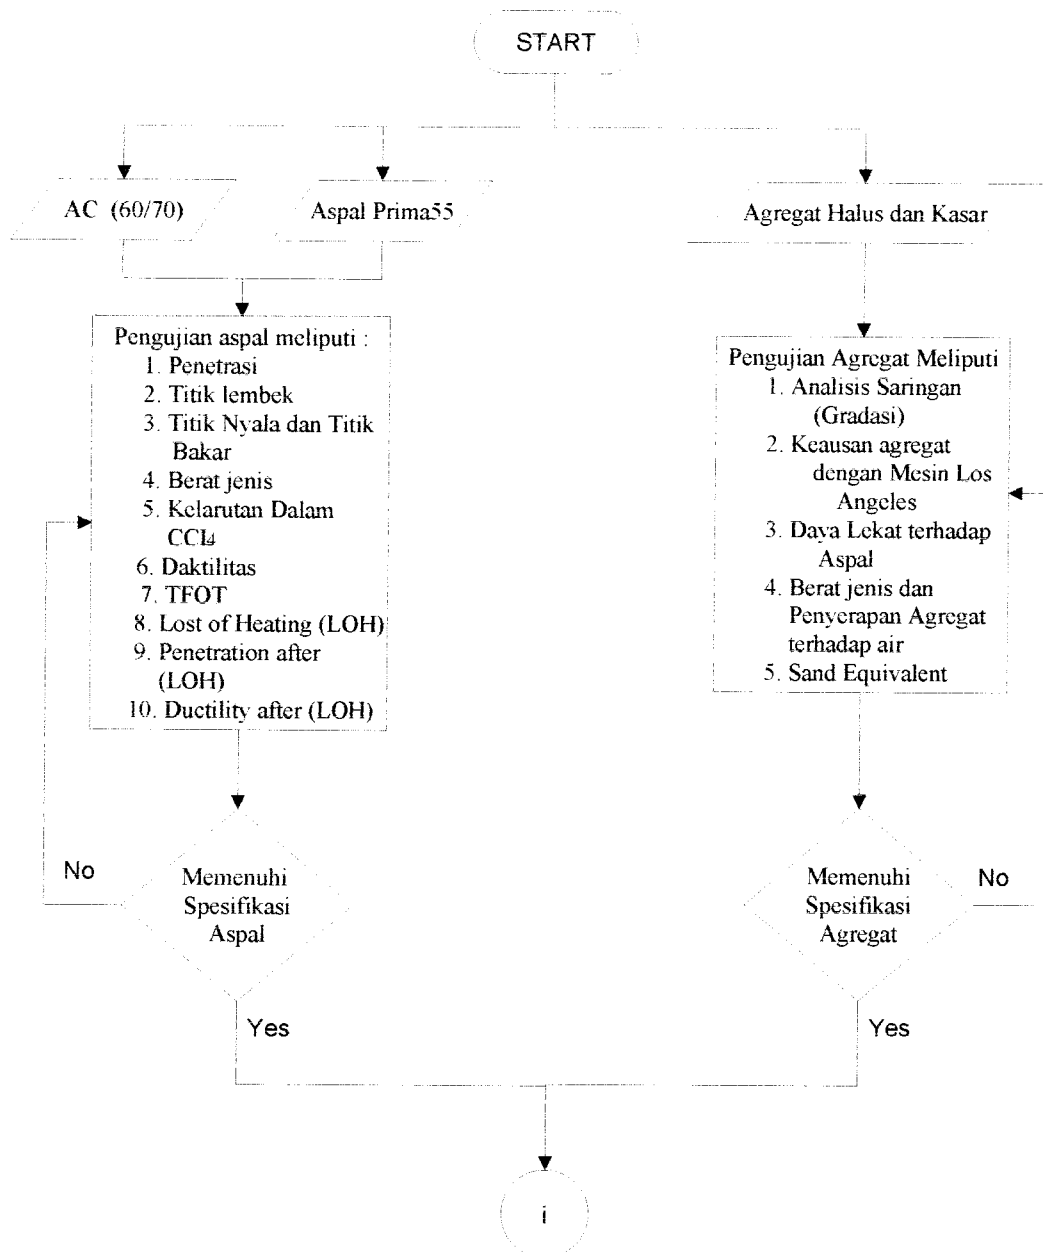 START
AC (60/70)
Aspal Prima55
Agregat Halus dan Kasar
Pengujian aspal meliputi :
1. Penetrasi
2. Titik lembek
3. Titik Nyala dan Titik
Bakar
4. Berat jenis
5. Kelarutan Dalam
CCL4
6. Daktilitas
7. TFOT
8. Lost of Heating (LOH)
9. Penetration after
(LOH)
10. Ductility after (LOH)
Pengujian Agregat Meliputi
1. Analisis Saringan
(Gradasi)
2. Keausan agregat
dengan Mesin Los
Angeles
3. Daya Lekat terhadap
Aspal
4. Berat jenis dan
Penyerapan Agregat
terhadap air
5. Sand Equivalent
No
Memenuhi
Spesifikasi
Aspal
Yes
Memenuhi
Spesifikasi
Agregat
No
Yes
i